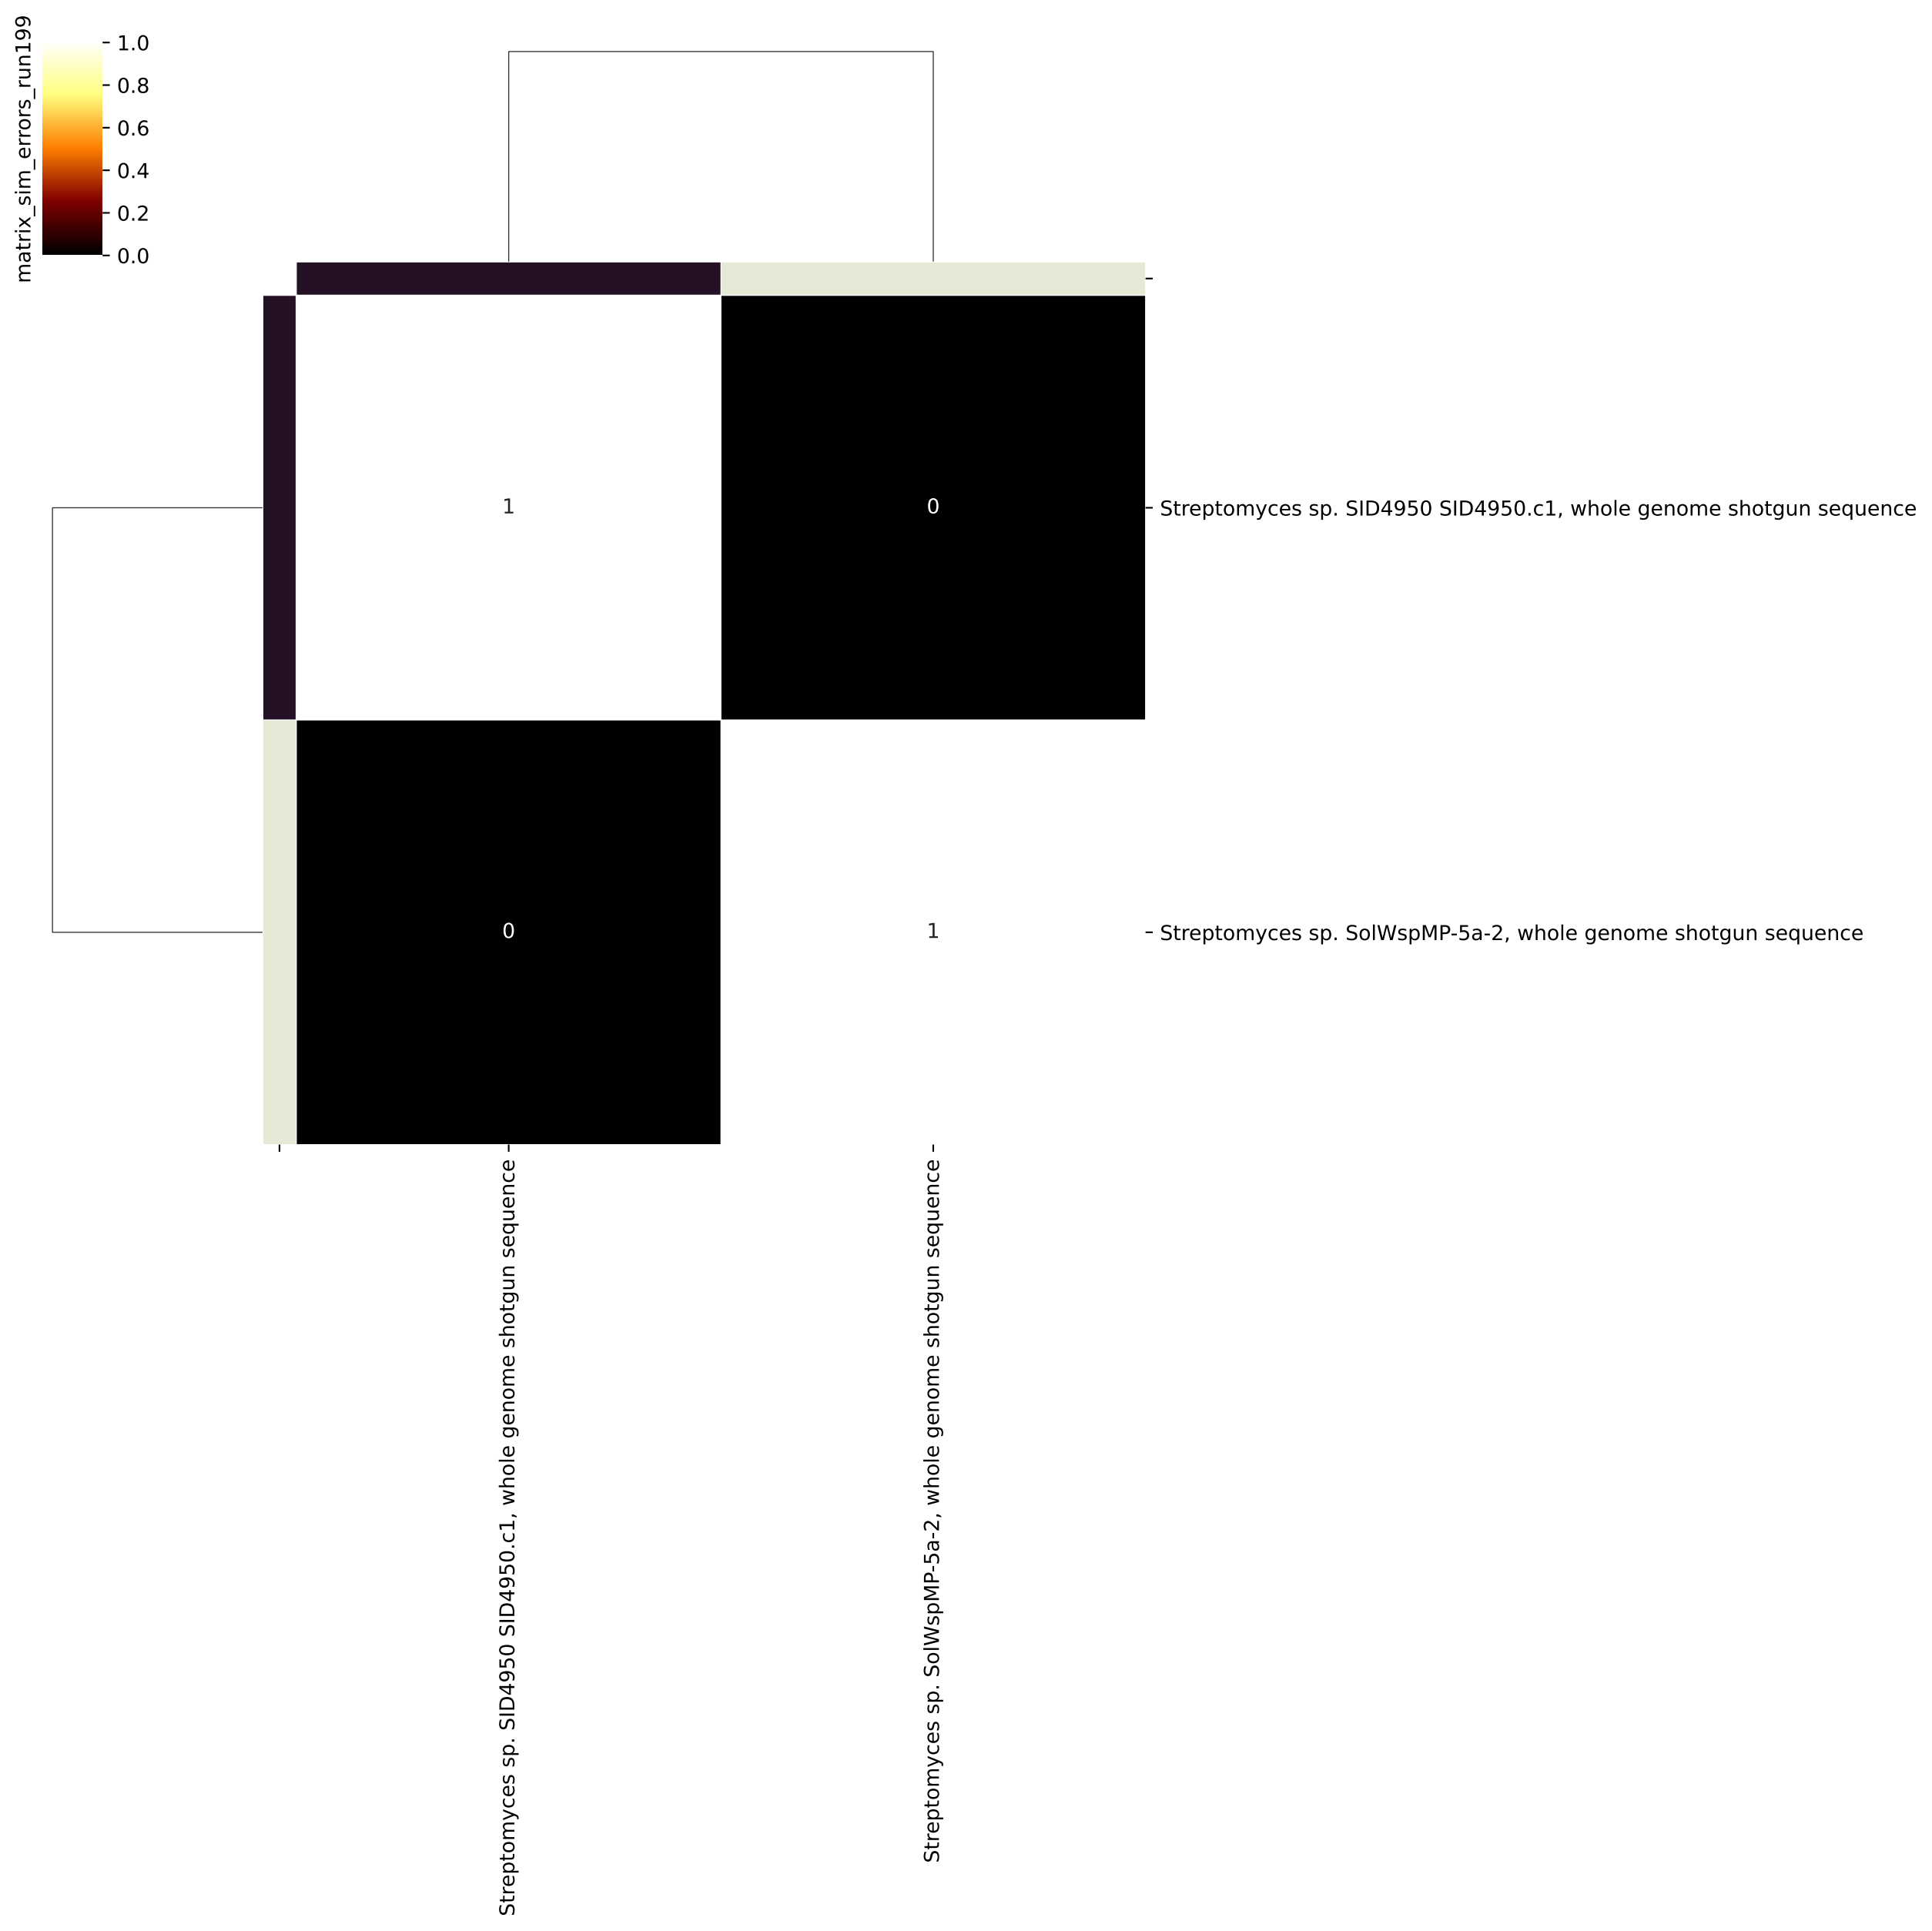 matrix_sim_errors_run199
1.0
0.8
0.6
0.4
0.2
0.0
1
0
Streptomyces sp. SID4950 SID4950.c1, whole genome shotgun sequence
0
1
Streptomyces sp. SolWspMP-5a-2, whole genome shotgun sequence
Streptomyces sp. SID4950 SID4950.c1, whole genome shotgun sequence
Streptomyces sp. SolWspMP-5a-2, whole genome shotgun sequence